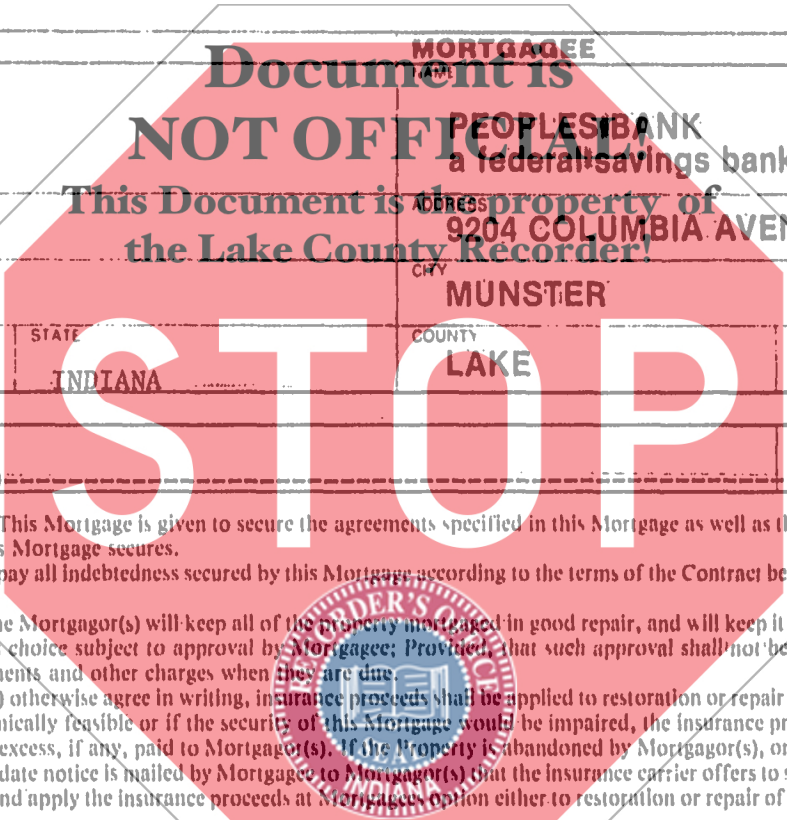 MORTGAGEE
NAME
Document is
PEOPLES BANK
NOT OFFICIAL!
a federal savings bank
This Document is the property of
ADDRESS
9204 COLUMBIA AVEN
the Lake County Recorder!
CITY
MUNSTER
STATE
COUNTY
INDIANA
LAKE
STOP
This Mortgage is given to secure the agreements specified in this Mortgage as well as th
s Mortgage secures.
pay all indebtedness secured by this Mortgage according to the terms of the Contract be
e Mortgagor(s) will keep all of the property mortgaged in good repair, and will keep it
choice subject to approval by Mortgagee; Provided, that such approval shall not be
ents and other charges when they are due.
) otherwise agree in writing, insurance proceeds shall be applied to restoration or repair
nically feasible or if the security of this Mortgage would be impaired, the insurance pr
excess, if any, paid to Mortgagor(s). If the Property is abandoned by Mortgagor(s), or
date notice is mailed by Mortgagee to Mortgagor(s) that the insurance carrier offers to s
nd apply the insurance proceeds at Mortgagees option either to restoration or repair of
RECORDER'S OFFICE
SEAL
INDIANA